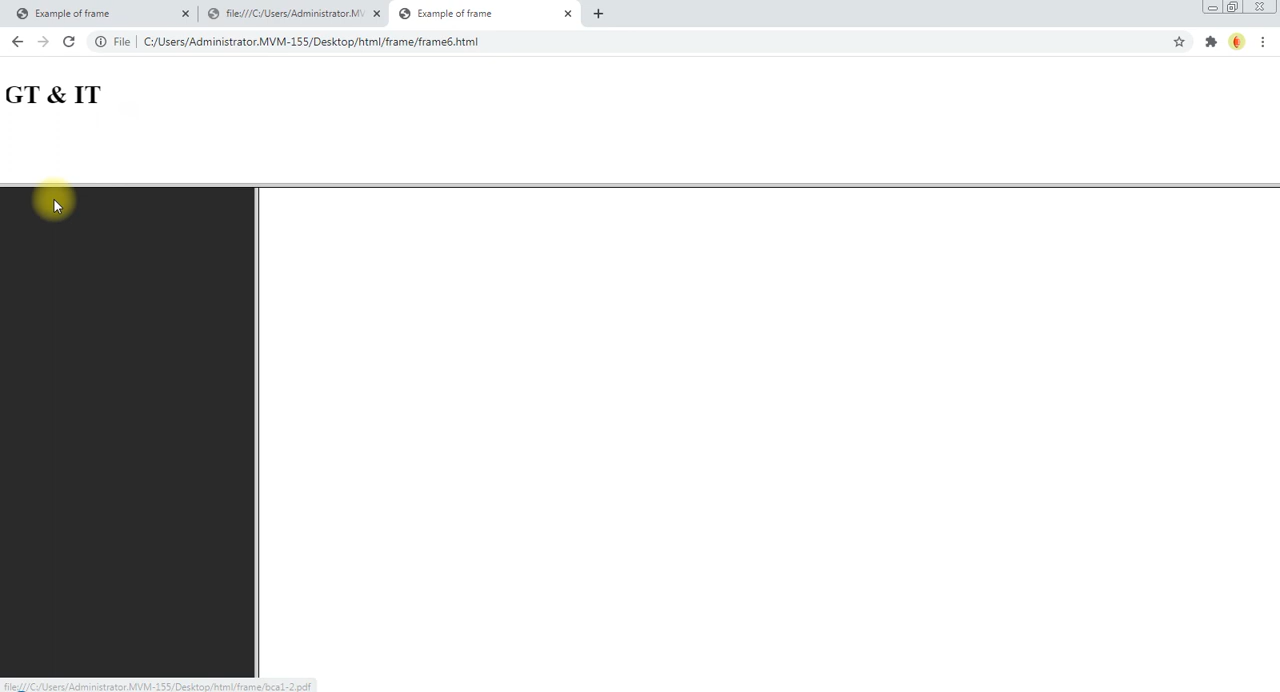 Example of frame
file:///C:/Users/Administrator.MV
Example of frame
File
C:/Users/Administrator.MVM-155/Desktop/html/frame/frame6.html
GT & IT
file:///C:/Users/Administrator.MVM-155/Desktop/html/frame/bca1-2.pdf